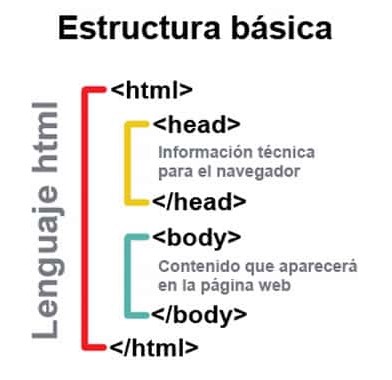 Estructura básica
Lenguaje html
<html>
<head>
Información técnica
para el navegador
</head>
<body>
Contenido que aparecerá
en la página web
</body>
</html>